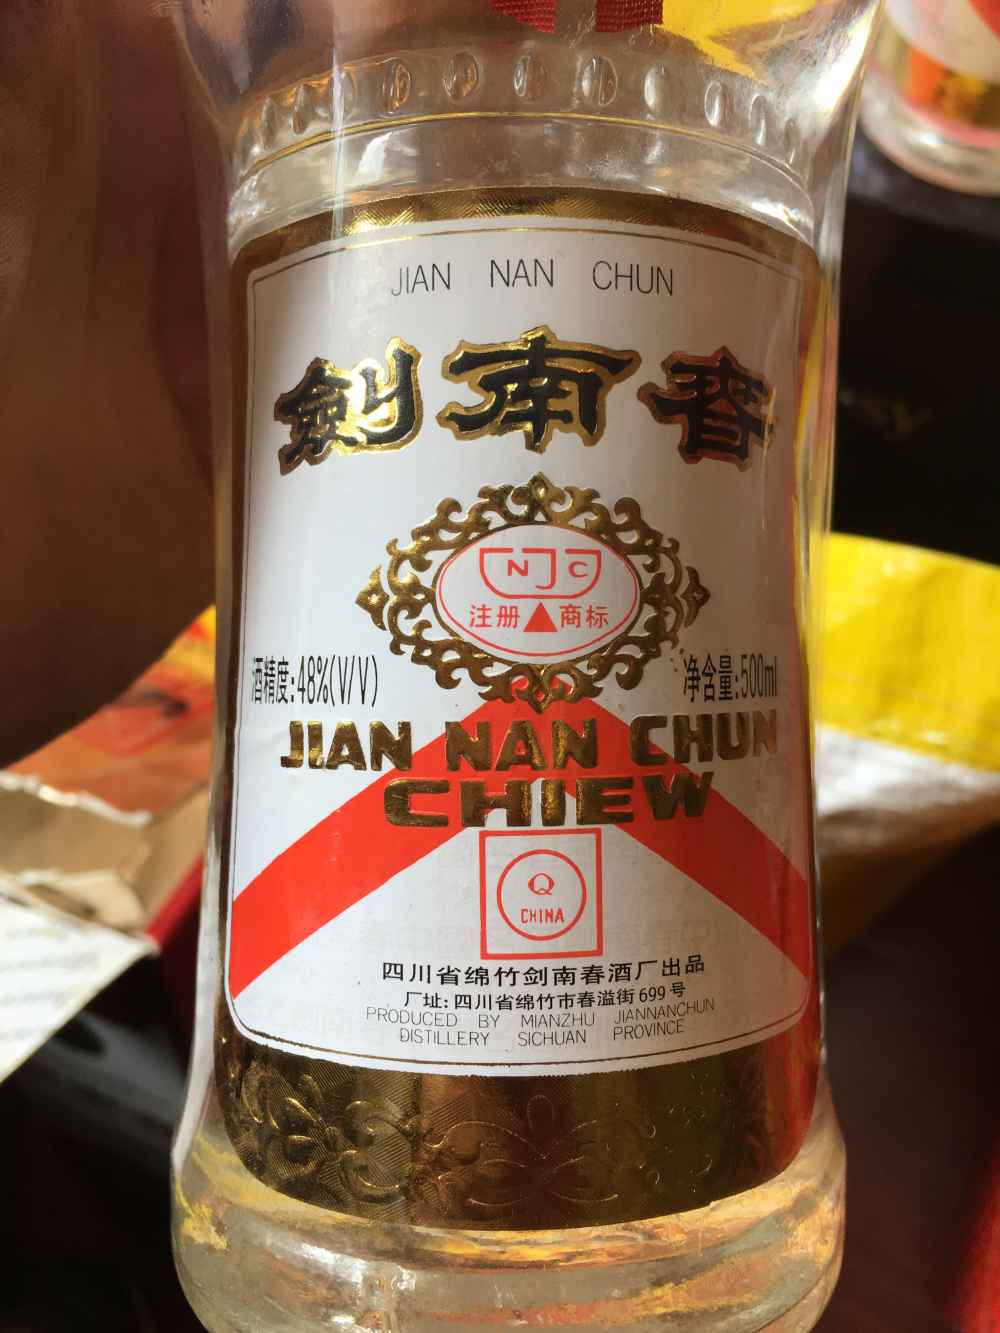 JIAN NAN CHUN
劍南春
NJC
注册 商标
酒精度:48%(V/V)
净含量:500ml
JIAN NAN CHUN
CHIEW
Q
CHINA
四川省绵竹剑南春酒厂出品
厂址:四川省绵竹市春溢街699号
PRODUCED BY MIANZHU JIANNANCHUN
DISTILLERY SICHUAN PROVINCE